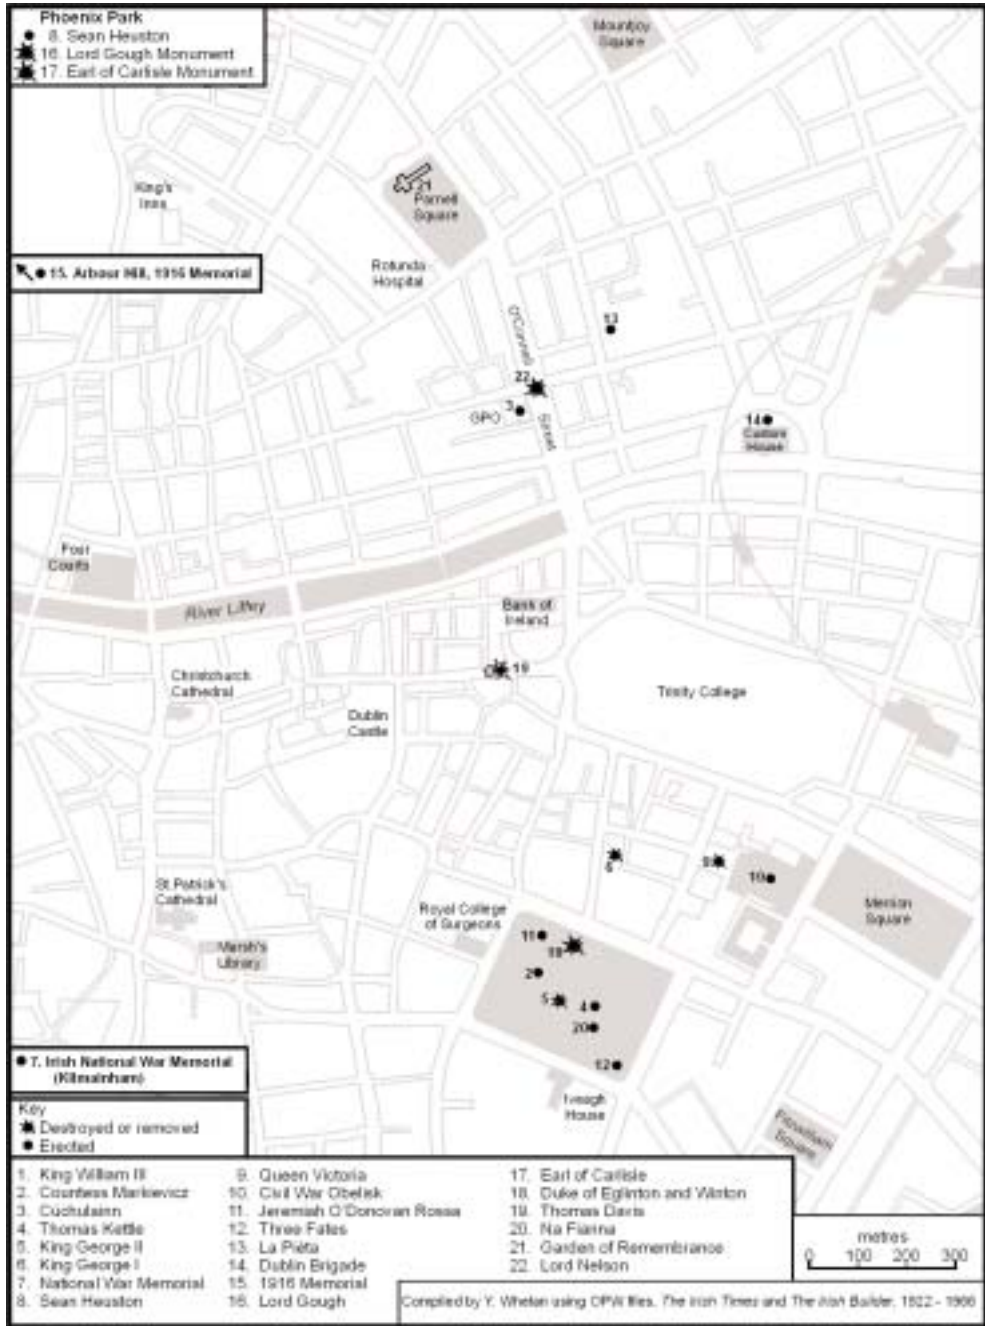 Phoenix Park
8. Sean Heuston
16. Lord Gough Monument
17. Earl of Carlisle Monument
Mountjoy
Square
King's
Inns
21
Parnell
Square
15. Arbour Hill, 1916 Memorial
Rotunda
Hospital
O'Connell
Street
13
22
3
GPO
14
Custom
House
Four
Courts
River Liffey
Bank of
Ireland
19
Christchurch
Cathedral
Trinity College
Dublin
Castle
6
9
10
St.Patrick's
Cathedral
Merrion
Square
Royal College
of Surgeons
11
18
Marsh's
Library
2
5
4
20
12
7. Irish National War Memorial
(Kilmainham)
Iveagh
House
Fitzwilliam
Square
Key
Destroyed or removed
Erected
1. King William III
2. Countess Markievicz
3. Cúchulainn
4. Thomas Kettle
5. King George II
6. King George I
7. National War Memorial
8. Sean Heuston
9. Queen Victoria
10. Civil War Obelisk
11. Jeremiah O'Donovan Rossa
12. Three Fates
13. La Pièta
14. Dublin Brigade
15. 1916 Memorial
16. Lord Gough
17. Earl of Carlisle
18. Duke of Eglinton and Winton
19. Thomas Davis
20. Na Fianna
21. Garden of Remembrance
22. Lord Nelson
metres
0 100 200 300
Compiled by Y. Whelan using OPW files, The Irish Times and The Irish Builder, 1922 - 1966